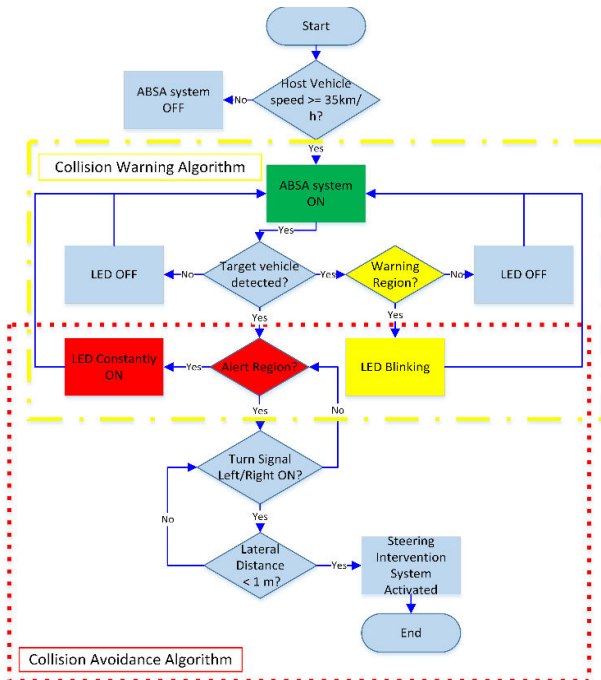 Start
Host Vehicle
speed >= 35km/
h?
No
ABSA system
OFF
Yes
Collision Warning Algorithm
ABSA system
ON
Yes
LED OFF
No
Target vehicle
detected?
Yes
Warning
Region?
No
LED OFF
Yes
Yes
LED Constantly
ON
Yes
Alert Region?
LED Blinking
Yes
No
Turn Signal
Left/Right ON?
No
Yes
Lateral
Distance
< 1 m?
Yes
Steering
Intervention
System
Activated
End
Collision Avoidance Algorithm